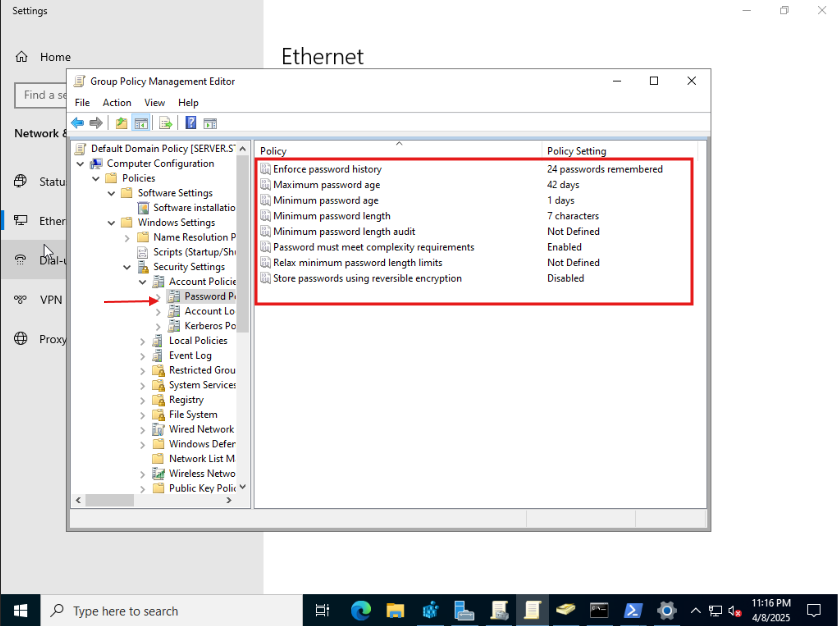 Settings
Ethernet
Home
Find a se
Network &
Statu
Ether
Dial-u
VPN
Proxy
Group Policy Management Editor
File Action View Help
Default Domain Policy [SERVER.S
Computer Configuration
Policies
Software Settings
Software installatio
Windows Settings
Name Resolution P
Scripts (Startup/Shu
Security Settings
Account Policie
Password Po
Account Lo
Kerberos Po
Local Policies
Event Log
Restricted Grou
System Services
Registry
File System
Wired Network
Windows Defer
Network List M
Wireless Netwo
Public Key Polic
Policy Policy Setting
Enforce password history 24 passwords remembered
Maximum password age 42 days
Minimum password age 1 days
Minimum password length 7 characters
Minimum password length audit Not Defined
Password must meet complexity requirements Enabled
Relax minimum password length limits Not Defined
Store passwords using reversible encryption Disabled
Type here to search
11:16 PM
4/8/2025